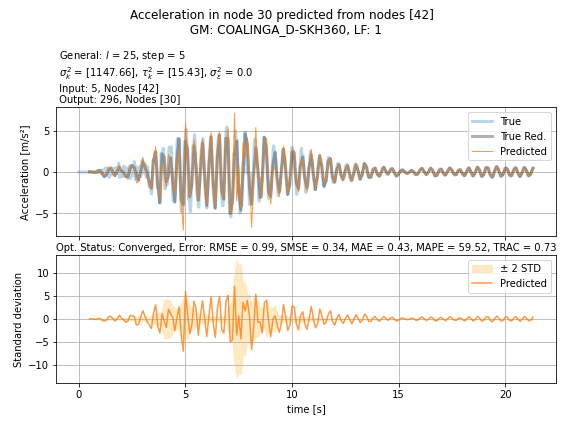 Acceleration in node 30 predicted from nodes [42]
GM: COALINGA_D-SKH360, LF: 1
General: l = 25, step = 5
σ²ₖ = [1147.66], τ²ₖ = [15.43], σ²ε = 0.0
Input: 5, Nodes [42]
Output: 296, Nodes [30]
Acceleration [m/s²]
5
0
−5
True
True Red.
Predicted
Opt. Status: Converged, Error: RMSE = 0.99, SMSE = 0.34, MAE = 0.43, MAPE = 59.52, TRAC = 0.73
Standard deviation
10
5
0
−5
−10
± 2 STD
Predicted
0 5 10 15 20
time [s]